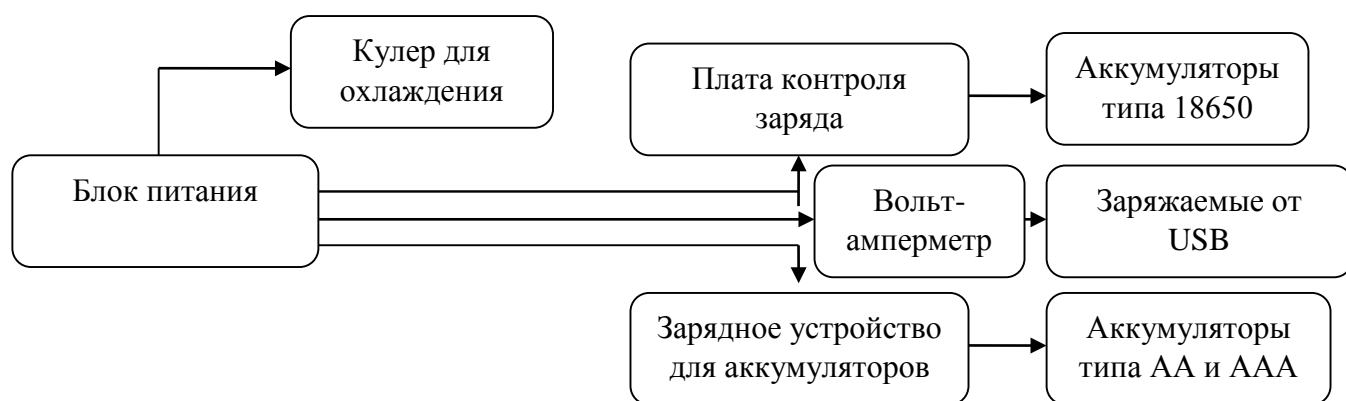 Кулер для
охлаждения
Плата контроля
заряда
Аккумуляторы
типа 18650
Блок питания
Вольт-
амперметр
Заряжаемые от
USB
Зарядное устройство
для аккумуляторов
Аккумуляторы
типа АА и ААА